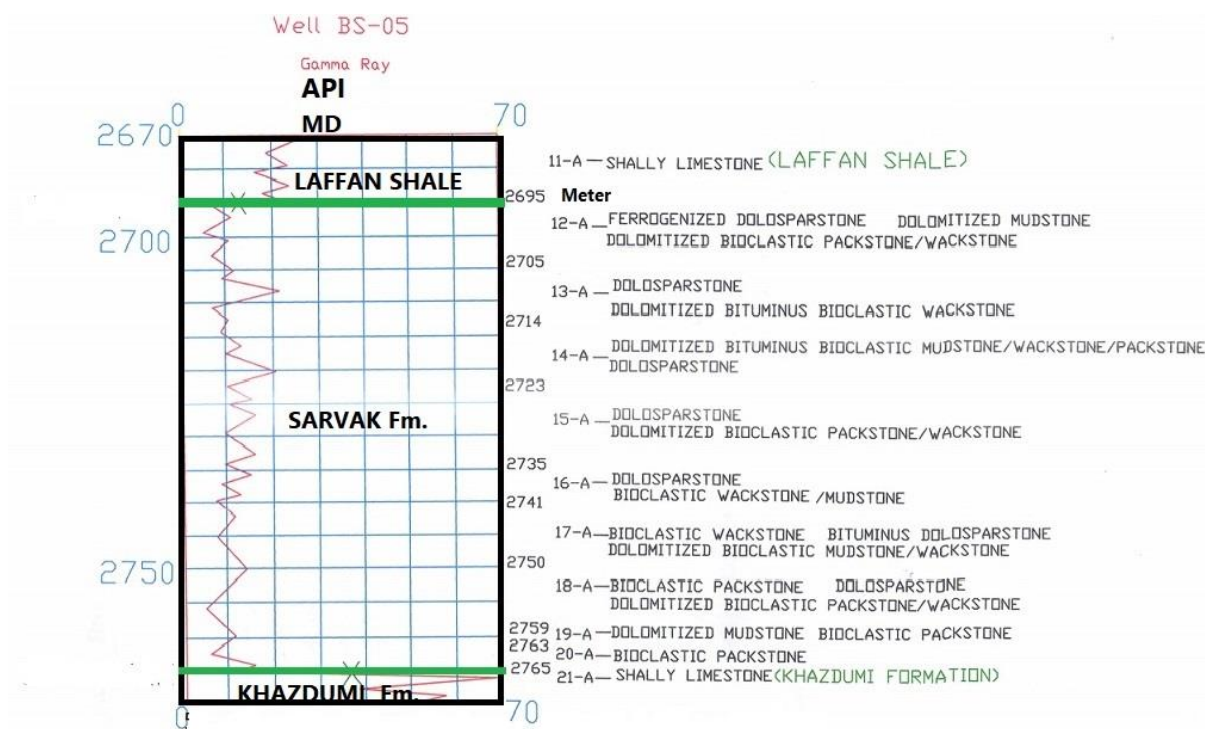 Well BS-05
Gamma Ray
API
0 70
MD
2670
11-A — SHALLY LIMESTONE (LAFFAN SHALE)
LAFFAN SHALE
2695 Meter
12-A — FERROGENIZED DOLOSPARSTONE DOLOMITIZED MUDSTONE
2700
DOLOMITIZED BIOCLASTIC PACKSTONE/WACKSTONE
2705
13-A — DOLOSPARSTONE
DOLOMITIZED BITUMINUS BIOCLASTIC WACKSTONE
2714
14-A — DOLOMITIZED BITUMINUS BIOCLASTIC MUDSTONE/WACKSTONE/PACKSTONE
DOLOSPARSTONE
2723
15-A — DOLOSPARSTONE
SARVAK Fm.
DOLOMITIZED BIOCLASTIC PACKSTONE/WACKSTONE
2735
16-A — DOLOSPARSTONE
BIOCLASTIC WACKSTONE /MUDSTONE
2741
17-A — BIOCLASTIC WACKSTONE BITUMINUS DOLOSPARSTONE
DOLOMITIZED BIOCLASTIC MUDSTONE/WACKSTONE
2750 2750
18-A — BIOCLASTIC PACKSTONE DOLOSPARSTONE
DOLOMITIZED BIOCLASTIC PACKSTONE/WACKSTONE
2759 19-A — DOLOMITIZED MUDSTONE BIOCLASTIC PACKSTONE
2763 20-A — BIOCLASTIC PACKSTONE
2765 21-A — SHALLY LIMESTONE (KHAZDUMI FORMATION)
KHAZDUMI Fm.
0 70